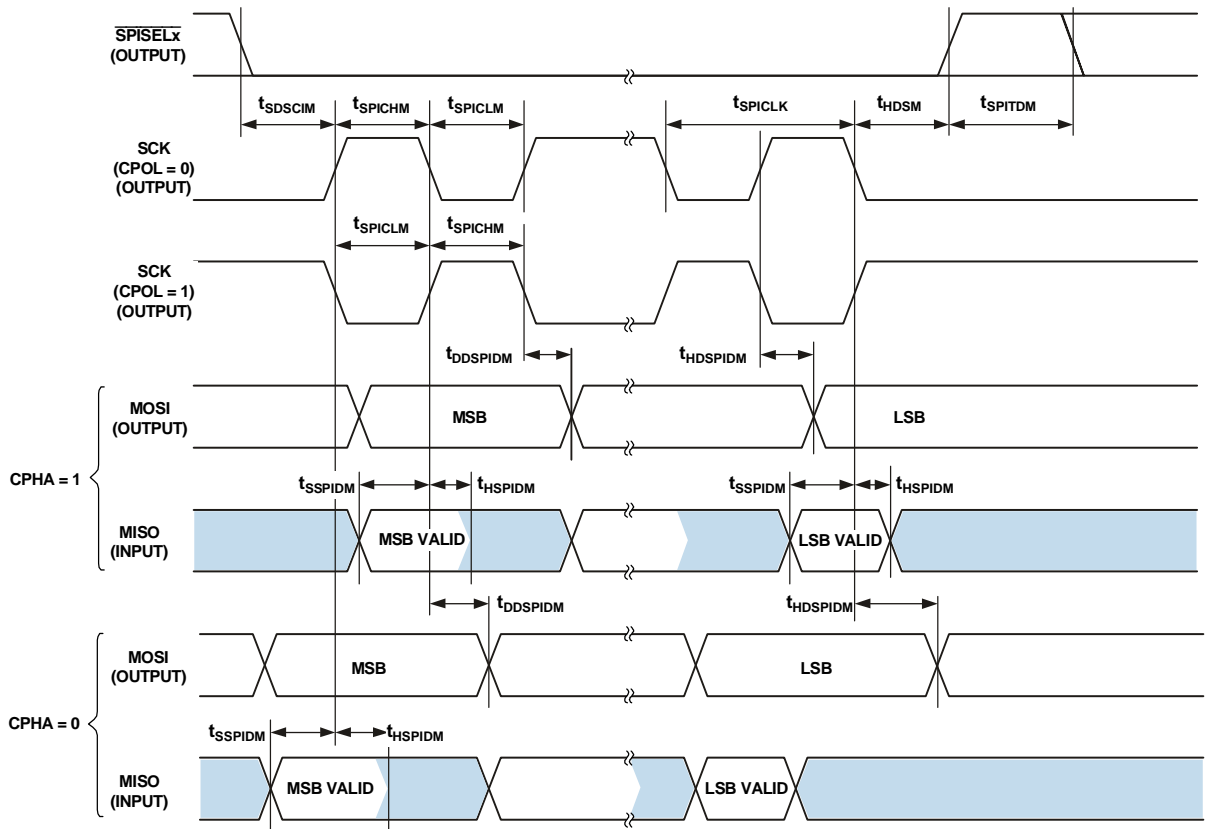 SPISELx
(OUTPUT)
tSDSCIM tSPICHM tSPICLM tSPICLK tHDSM tSPITDM
SCK
(CPOL = 0)
(OUTPUT)
tSPICLM tSPICHM
SCK
(CPOL = 1)
(OUTPUT)
tDDSPIDM tHDSPIDM
CPHA = 1
MOSI
(OUTPUT)
MSB LSB
tSSPIDM tHSPIDM tSSPIDM tHSPIDM
MISO
(INPUT)
MSB VALID LSB VALID
tDDSPIDM tHDSPIDM
CPHA = 0
MOSI
(OUTPUT)
MSB LSB
tSSPIDM tHSPIDM
MISO
(INPUT)
MSB VALID LSB VALID